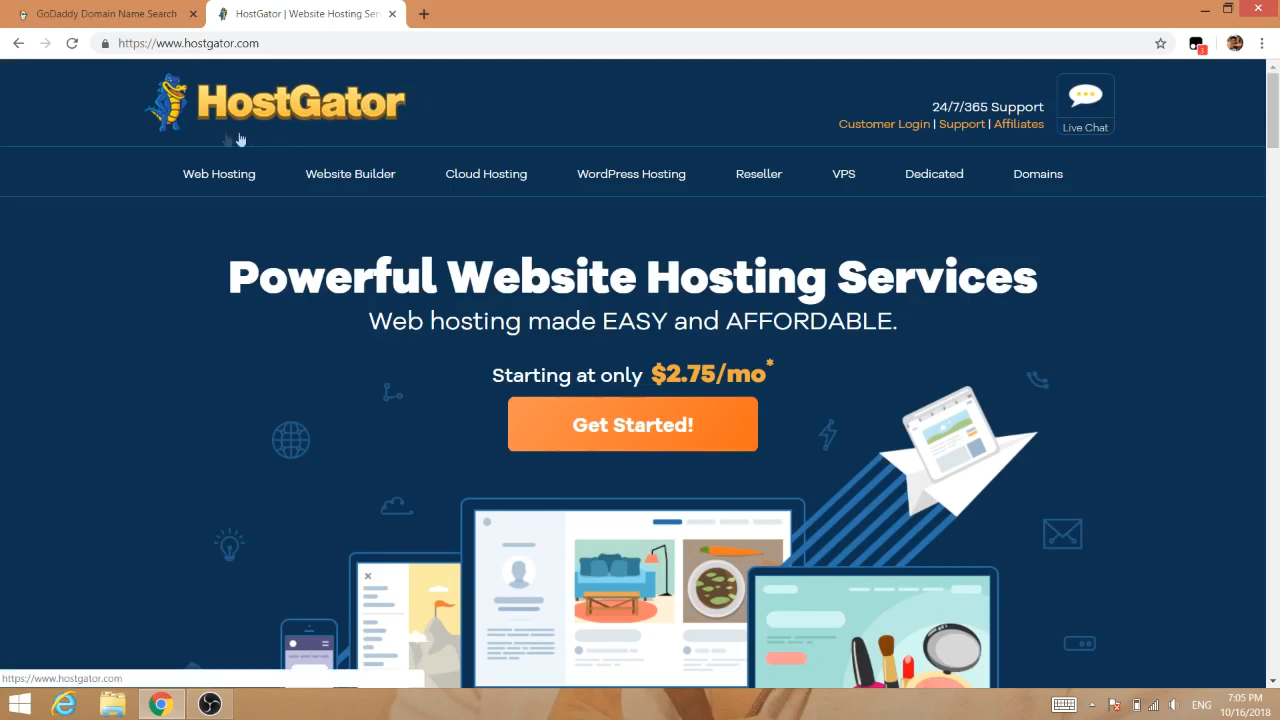 GoDaddy Domain Name Search
HostGator | Website Hosting Ser
https://www.hostgator.com
HostGator
24/7/365 Support
Customer Login | Support | Affiliates
Live Chat
Web Hosting
Website Builder
Cloud Hosting
WordPress Hosting
Reseller
VPS
Dedicated
Domains
Powerful Website Hosting Services
Web hosting made EASY and AFFORDABLE.
Starting at only $2.75/mo*
Get Started!
https://www.hostgator.com
ENG
7:05 PM
10/16/2018